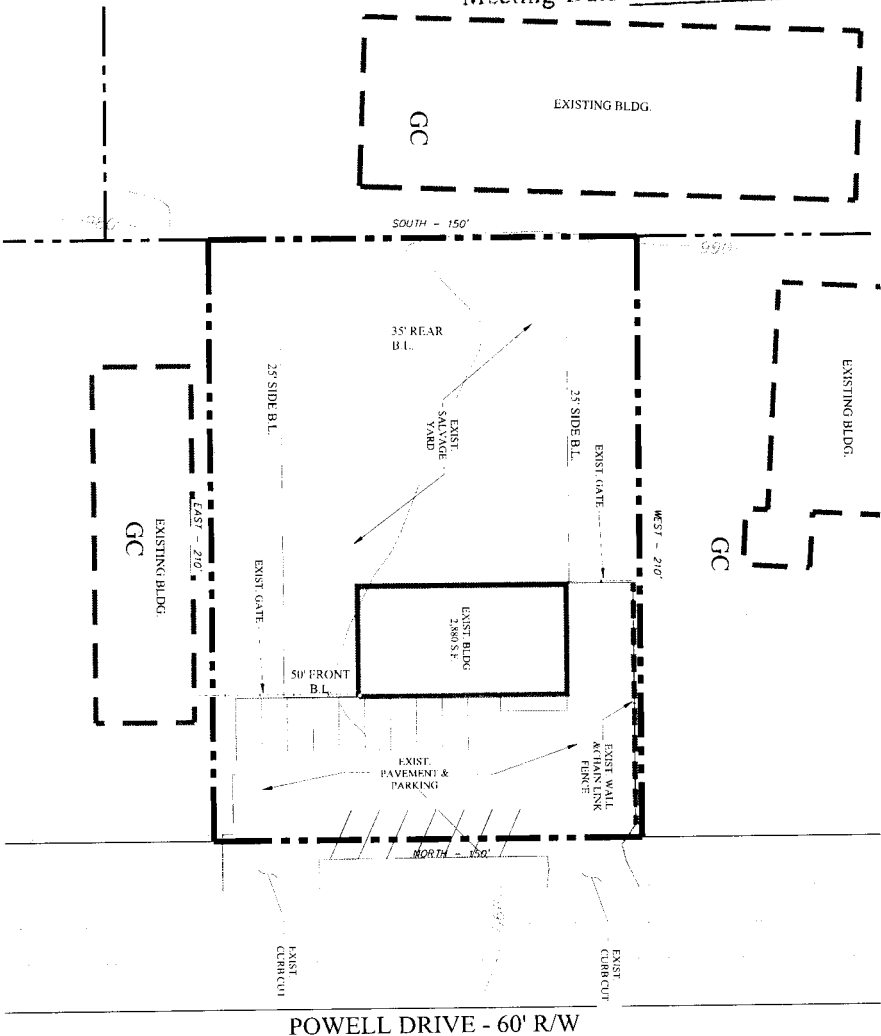 EXISTING BLDG.
GC
SOUTH - 150'
980
990
35' REAR
B.L.
25' SIDE B.L.
EXIST.
SALVAGE
YARD
25' SIDE B.L.
EXIST. GATE
WEST - 210'
EXISTING BLDG.
GC
EAST - 210'
EXISTING BLDG.
GC
EXIST. GATE
EXIST. BLDG
2,880 S.F.
50' FRONT
B.L.
EXIST.
PAVEMENT &
PARKING
EXIST. WALL
& CHAIN LINK
FENCE
NORTH - 150'
EXIST.
CURB CUT
EXIST.
CURB CUT
POWELL DRIVE - 60' R/W